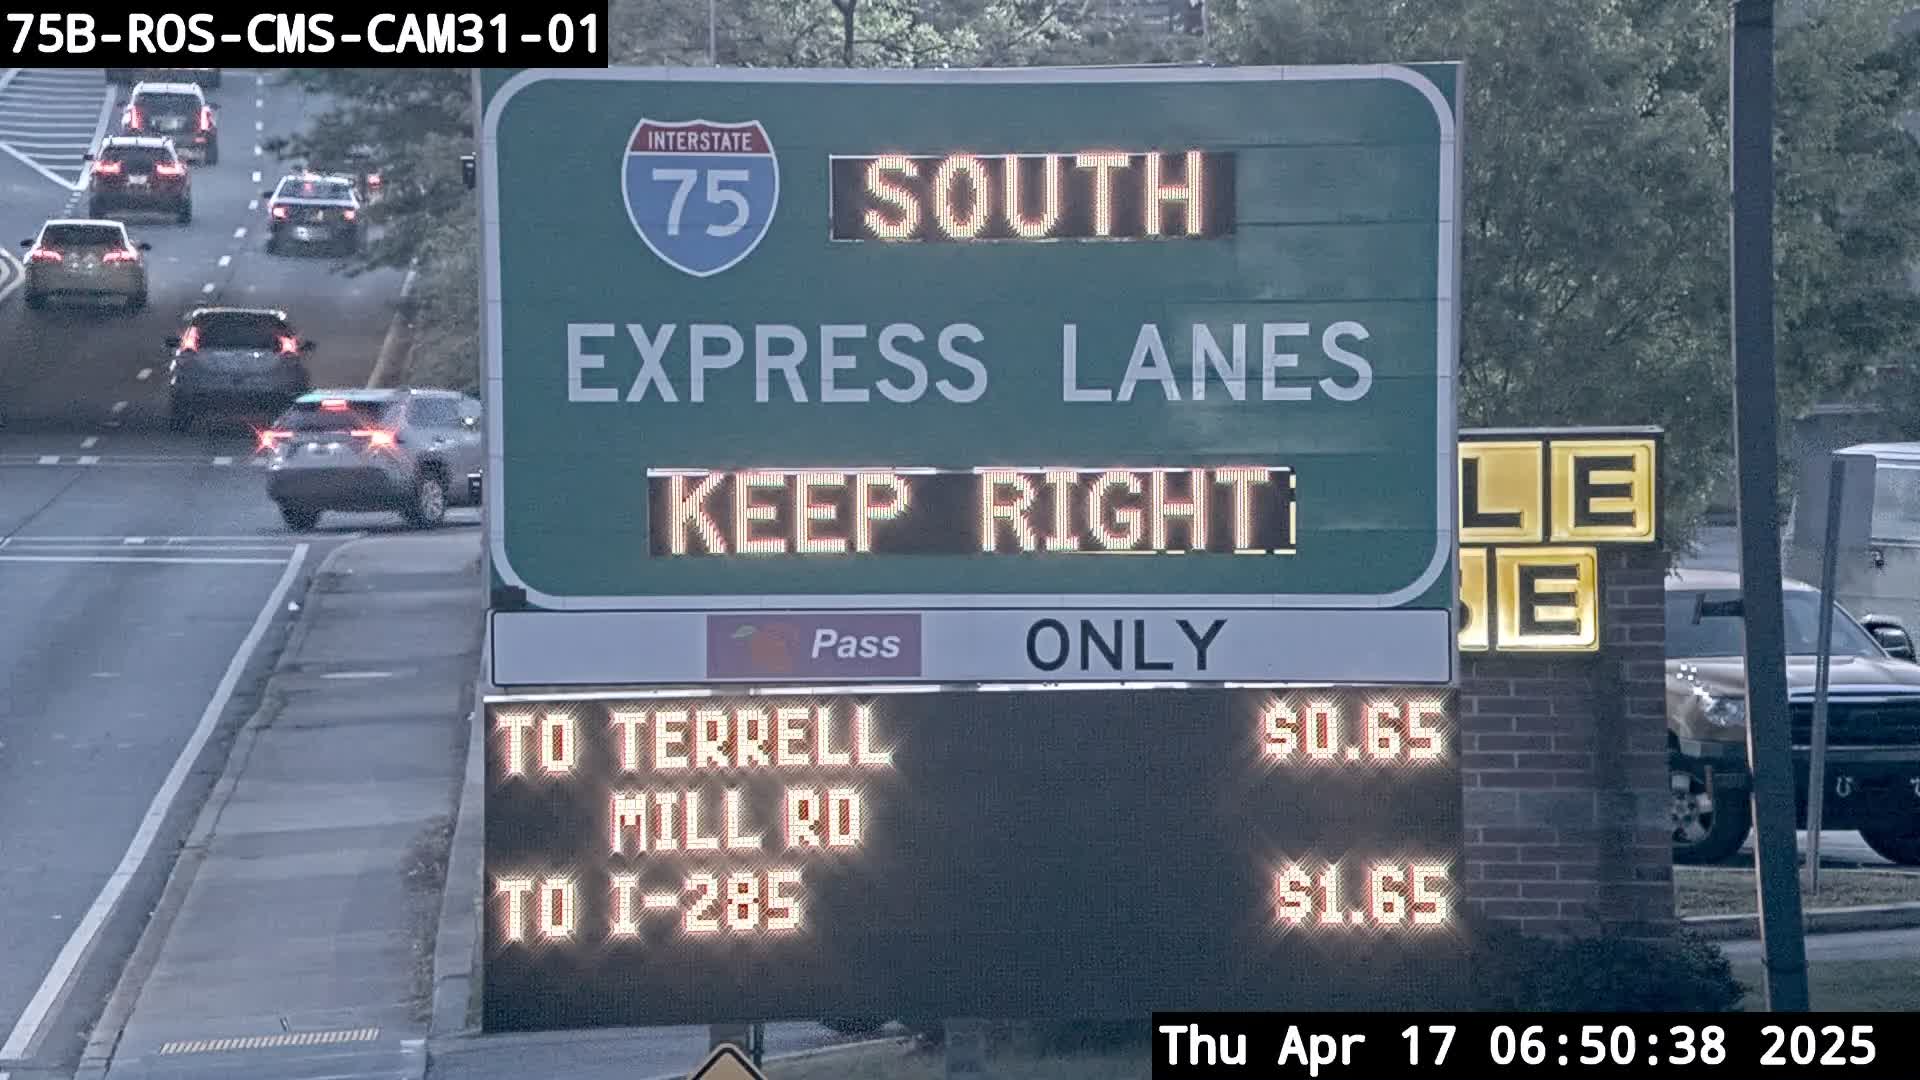 75B-ROS-CMS-CAM31-01
INTERSTATE
75
SOUTH
EXPRESS LANES
KEEP RIGHT
Pass ONLY
TO TERRELL $0.65
MILL RD
TO I-285 $1.65
LE
E
Thu Apr 17 06:50:38 2025